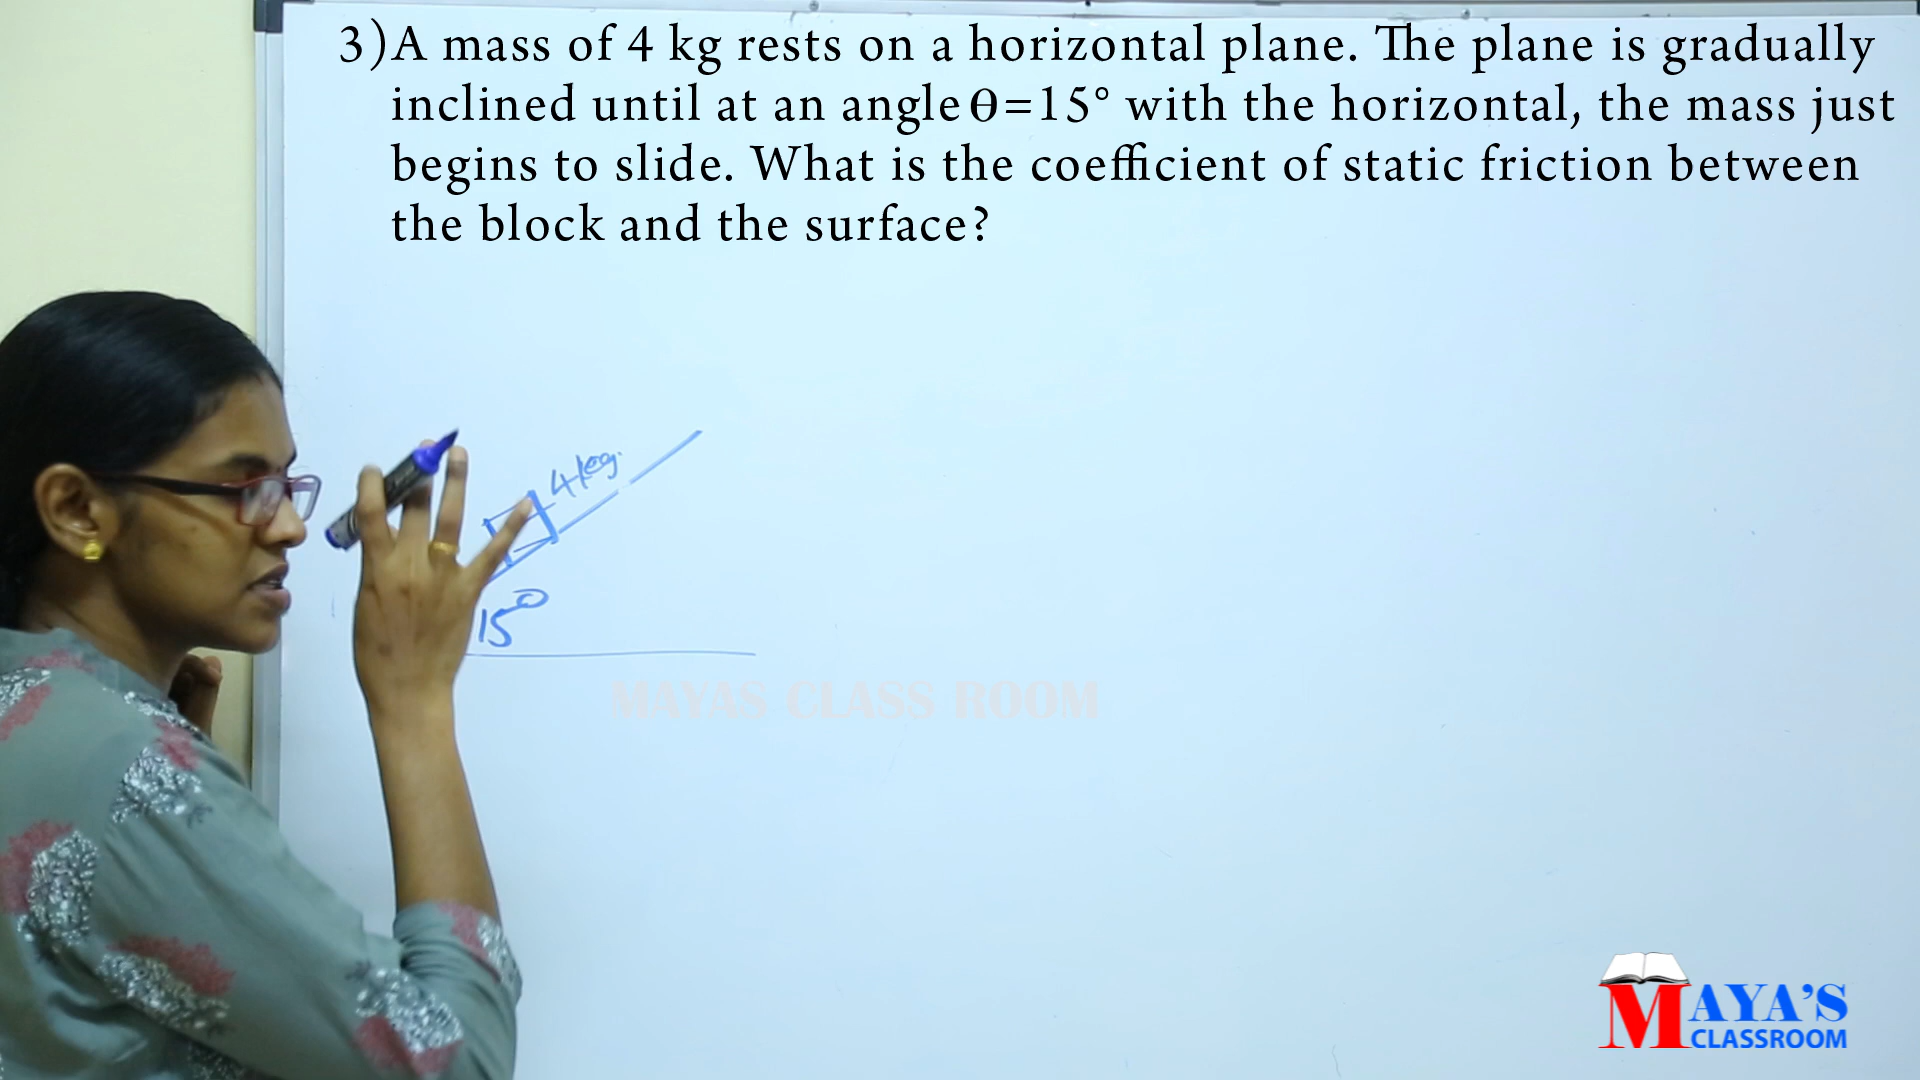 3) A mass of 4 kg rests on a horizontal plane. The plane is gradually
inclined until at an angle θ=15° with the horizontal, the mass just
begins to slide. What is the coefficient of static friction between
the block and the surface?
4kg.
15°
MAYAS CLASS ROOM
MAYA'S
CLASSROOM